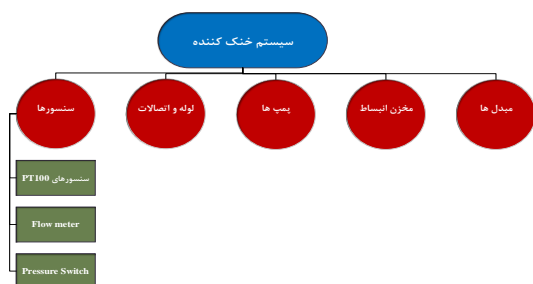 سیستم خنک کننده
مبدل ها
مخزن انبساط
پمپ ها
لوله و اتصالات
سنسورها
سنسورهای PT100
Flow meter
Pressure Switch